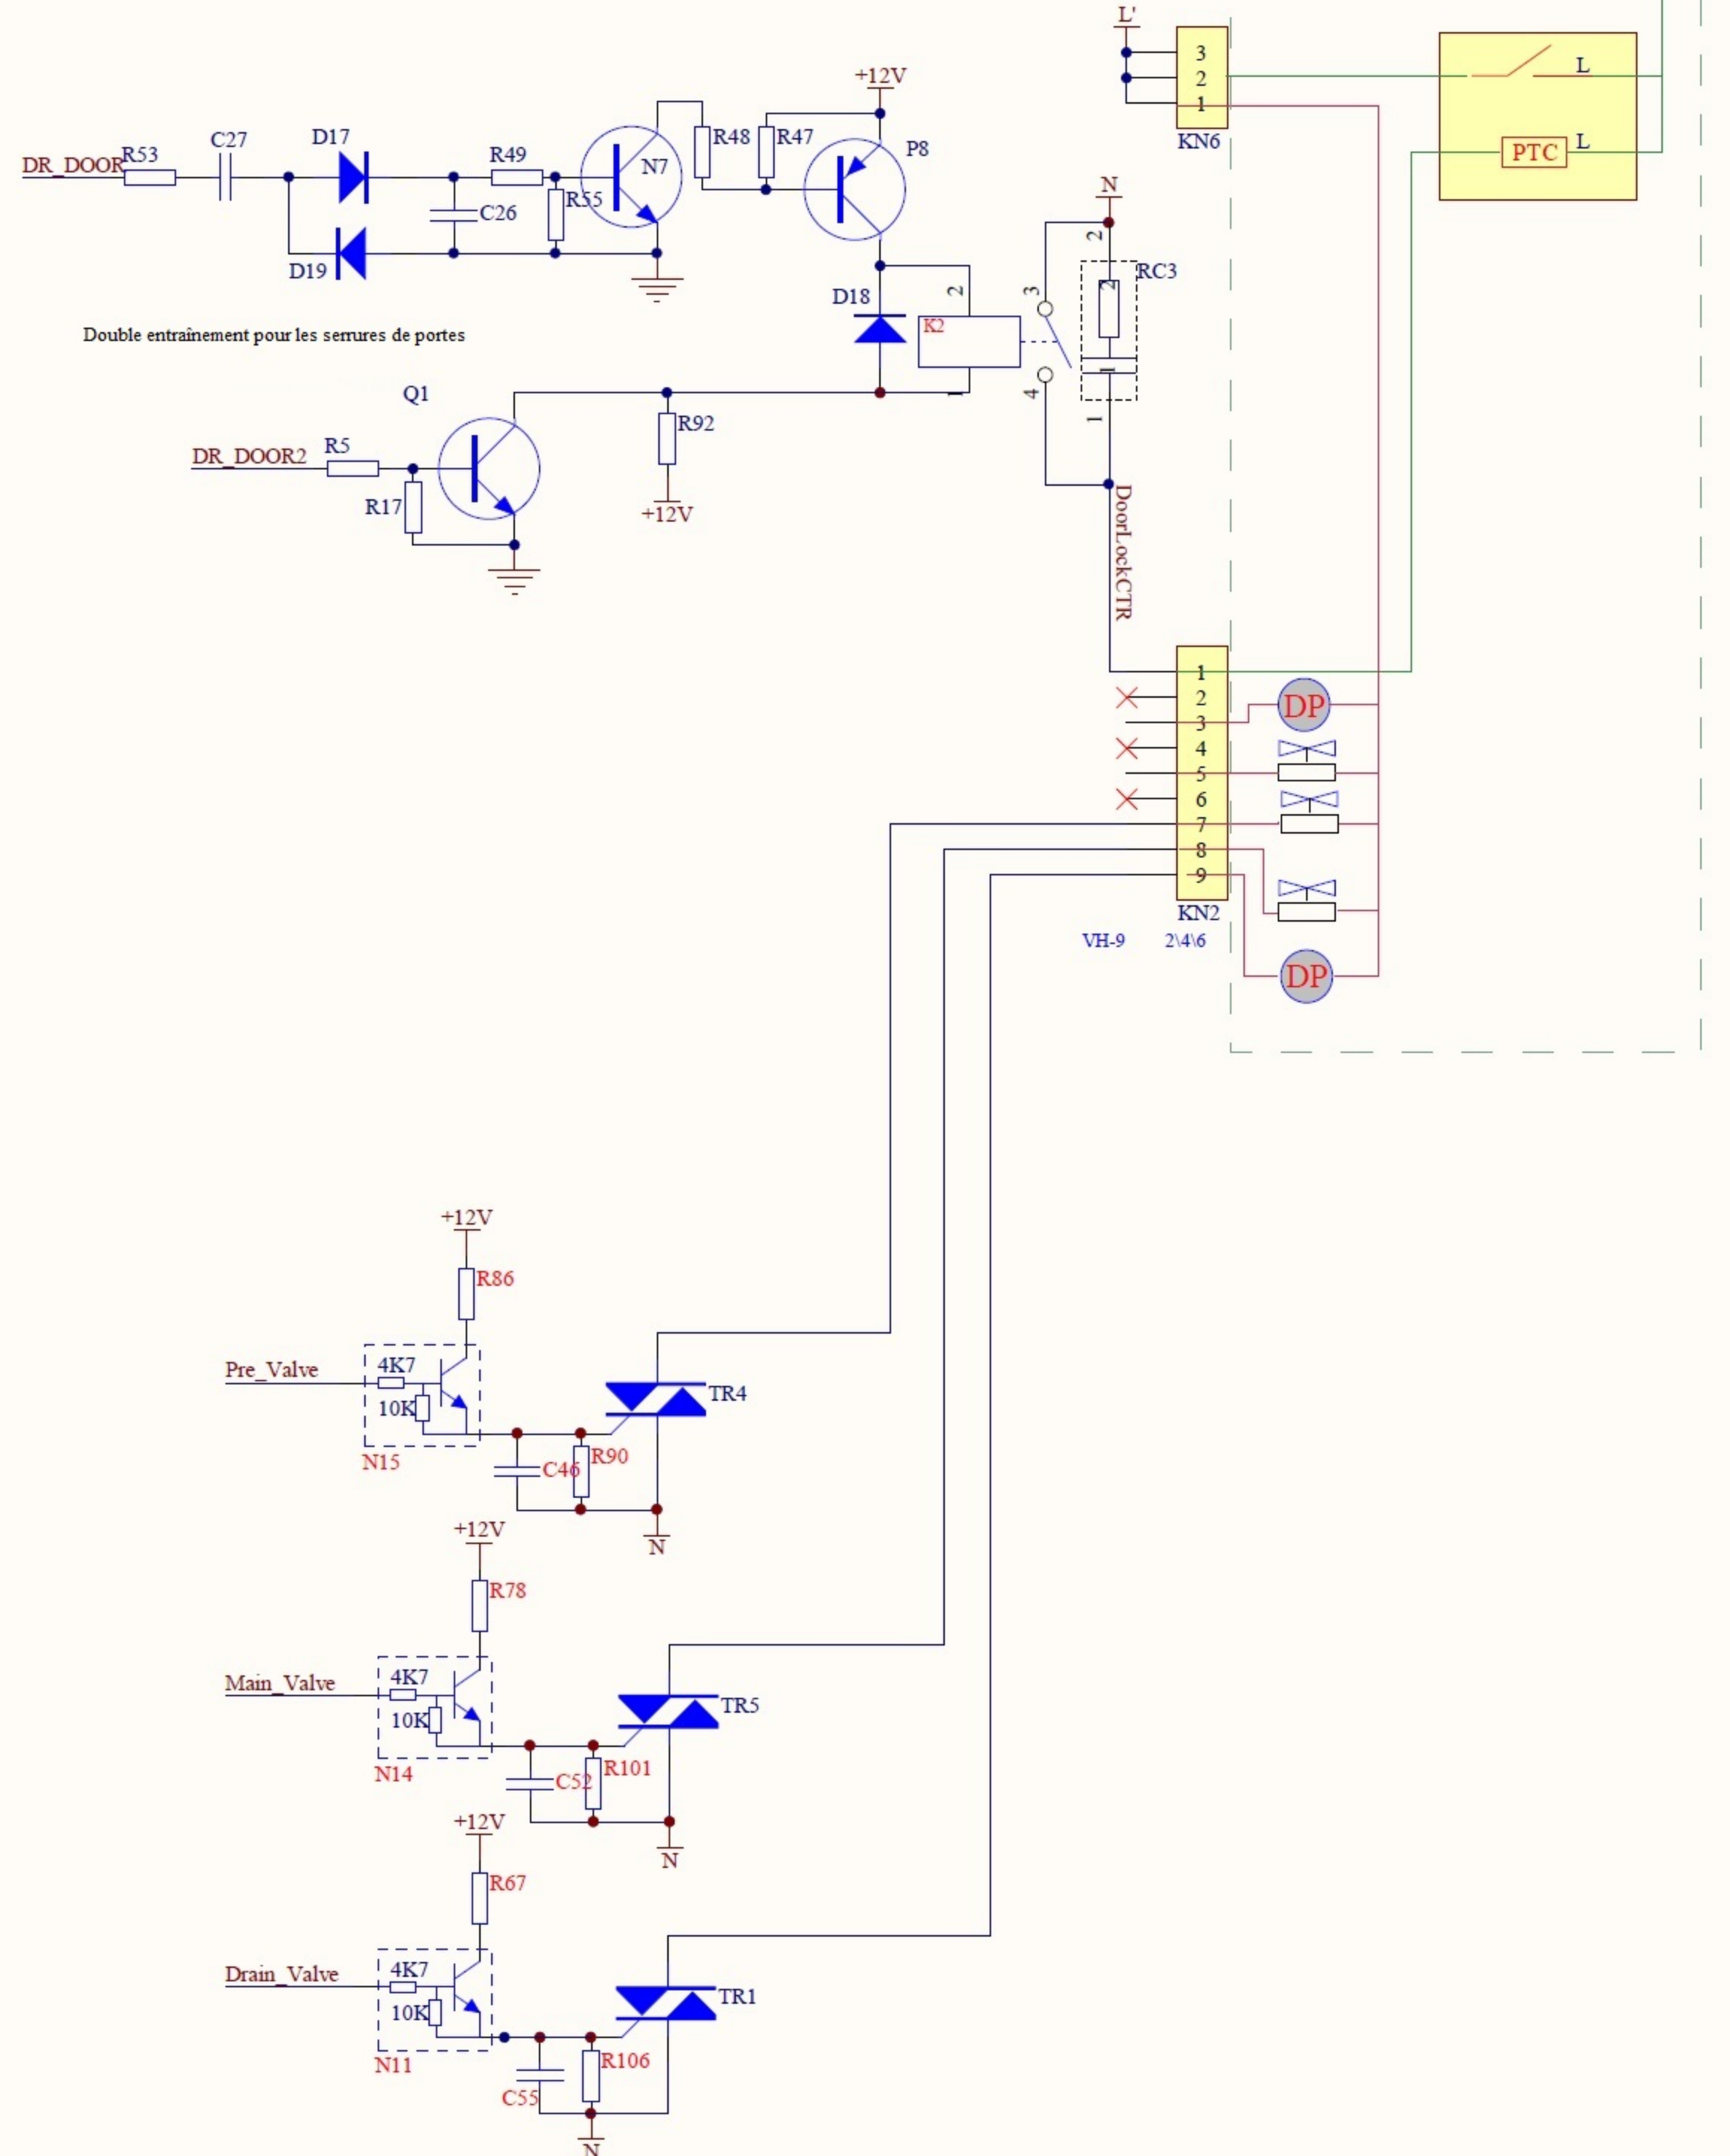 L'
3
2
1
KN6
L
PTC
L
+12V
DR_DOOR
R53
C27
D17
R49
N7
R48
R47
P8
C26
R55
D19
N
2
RC3
2
1
1
D18
2
K2
1
3
4
Double entraînement pour les serrures de portes
Q1
R92
DR_DOOR2
R5
R17
+12V
DoorLockCTR
1
2
3
4
5
6
7
8
9
DP
DP
KN2
VH-9 2\4\6
+12V
R86
Pre_Valve
4K7
10K
N15
TR4
C46
R90
N
+12V
R78
Main_Valve
4K7
10K
N14
TR5
C52
R101
N
+12V
R67
Drain_Valve
4K7
10K
N11
TR1
C55
R106
N